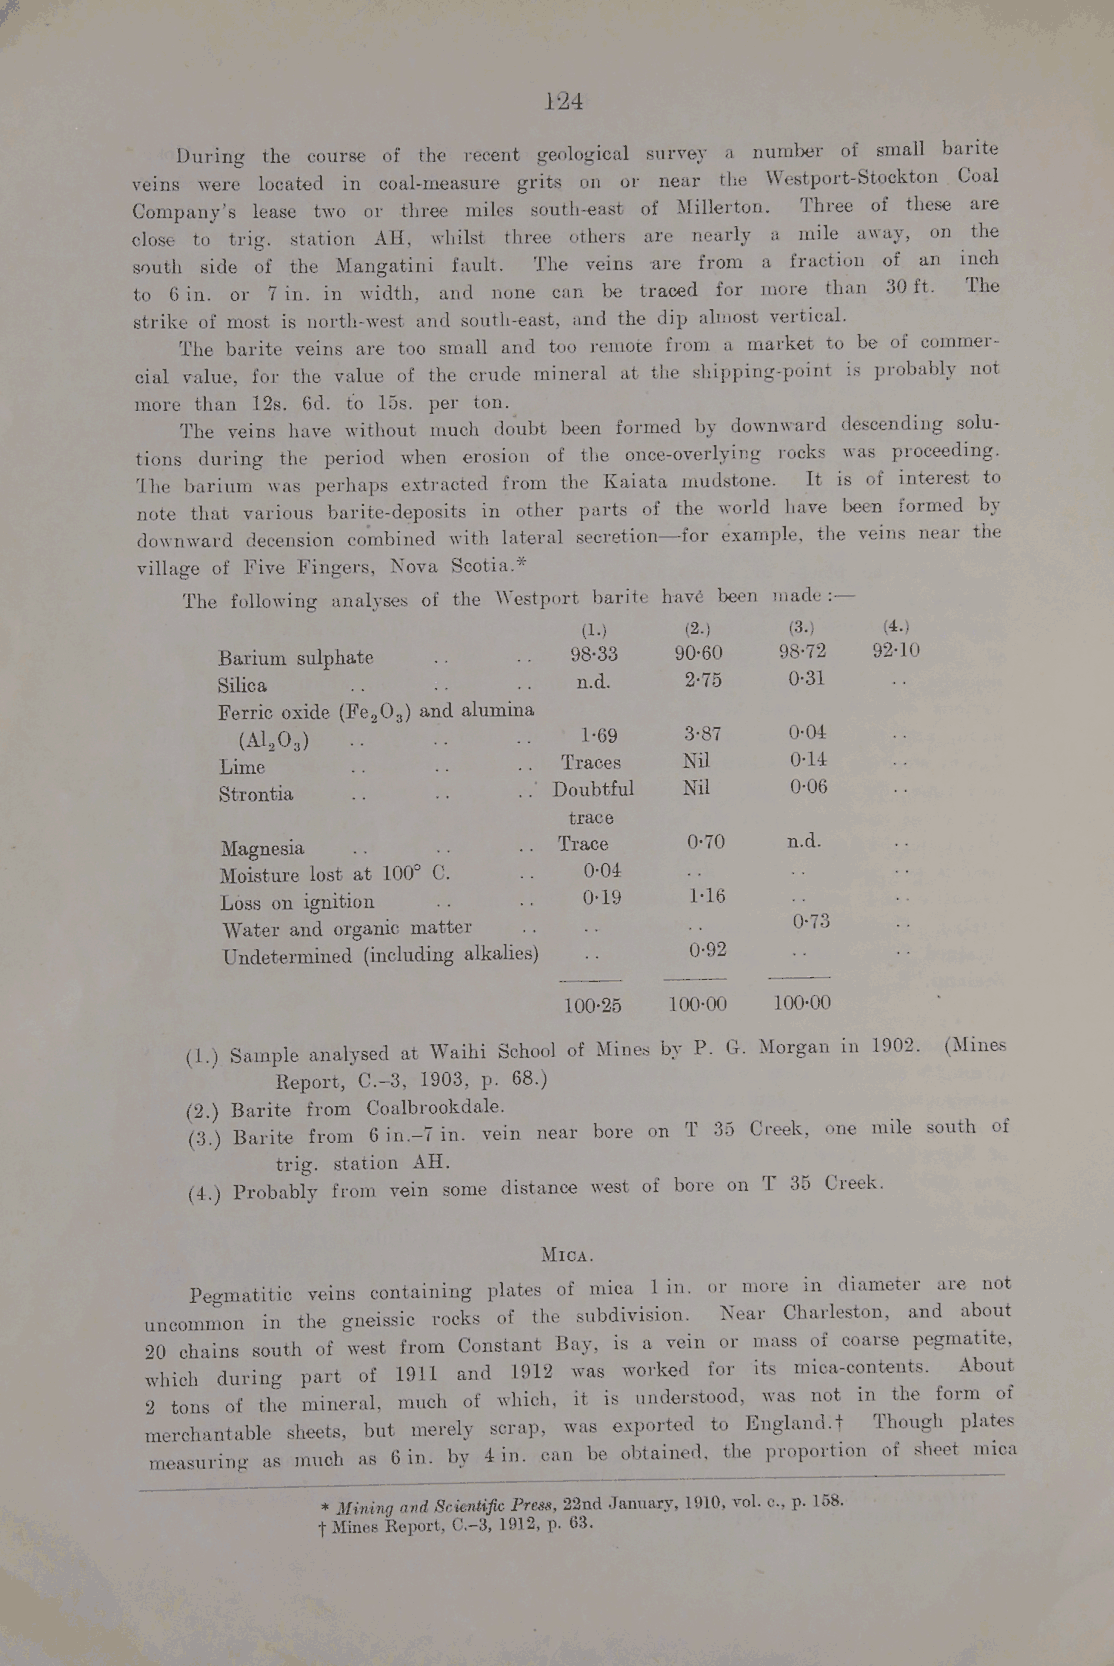 124
During the course of the recent geological survey a number of small barite
veins were located in coal-measure grits on or near the Westport-Stockton Coal
Company's lease two or three miles south-east of Millerton. Three of these are
close to trig. station AH, whilst three others are nearly a mile away, on the
south side of the Mangatini fault. The veins are from a fraction of an inch
to 6 in. or 7 in. in width, and none can be traced for more than 30 ft. The
strike of most is north-west and south-east, and the dip almost vertical.
The barite veins are too small and too remote from a market to be of commer-
cial value, for the value of the crude mineral at the shipping-point is probably not
more than 12s. 6d. to 15s. per ton.
The veins have without much doubt been formed by downward descending solu-
tions during the period when erosion of the once-overlying rocks was proceeding.
The barium was perhaps extracted from the Kaiata mudstone. It is of interest to
note that various barite-deposits in other parts of the world have been formed by
downward decension combined with lateral secretion—for example, the veins near the
village of Five Fingers, Nova Scotia.*
The following analyses of the Westport barite have been made :—
(1.) (2.) (3.) (4.)
Barium sulphate .. .. 98·33 90·60 98·72 92·10
Silica .. .. .. n.d. 2·75 0·31 ..
Ferric oxide (Fe₂O₃) and alumina
(Al₂O₃) .. .. .. 1·69 3·87 0·04 ..
Lime .. .. .. Traces Nil 0·14 ..
Strontia .. .. .. Doubtful Nil 0·06 ..
trace
Magnesia .. .. .. Trace 0·70 n.d. ..
Moisture lost at 100° C. .. 0·04 .. .. ..
Loss on ignition .. .. 0·19 1·16 .. ..
Water and organic matter .. .. .. 0·73 ..
Undetermined (including alkalies) .. 0·92 .. ..
100·25 100·00 100·00
(1.) Sample analysed at Waihi School of Mines by P. G. Morgan in 1902. (Mines
Report, C.–3, 1903, p. 68.)
(2.) Barite from Coalbrookdale.
(3.) Barite from 6 in.–7 in. vein near bore on T 35 Creek, one mile south of
trig. station AH.
(4.) Probably from vein some distance west of bore on T 35 Creek.
MICA.
Pegmatitic veins containing plates of mica 1 in. or more in diameter are not
uncommon in the gneissic rocks of the subdivision. Near Charleston, and about
20 chains south of west from Constant Bay, is a vein or mass of coarse pegmatite,
which during part of 1911 and 1912 was worked for its mica-contents. About
2 tons of the mineral, much of which, it is understood, was not in the form of
merchantable sheets, but merely scrap, was exported to England.† Though plates
measuring as much as 6 in. by 4 in. can be obtained, the proportion of sheet mica
* Mining and Scientific Press, 22nd January, 1910, vol. c., p. 158.
† Mines Report, C.–3, 1912, p. 63.